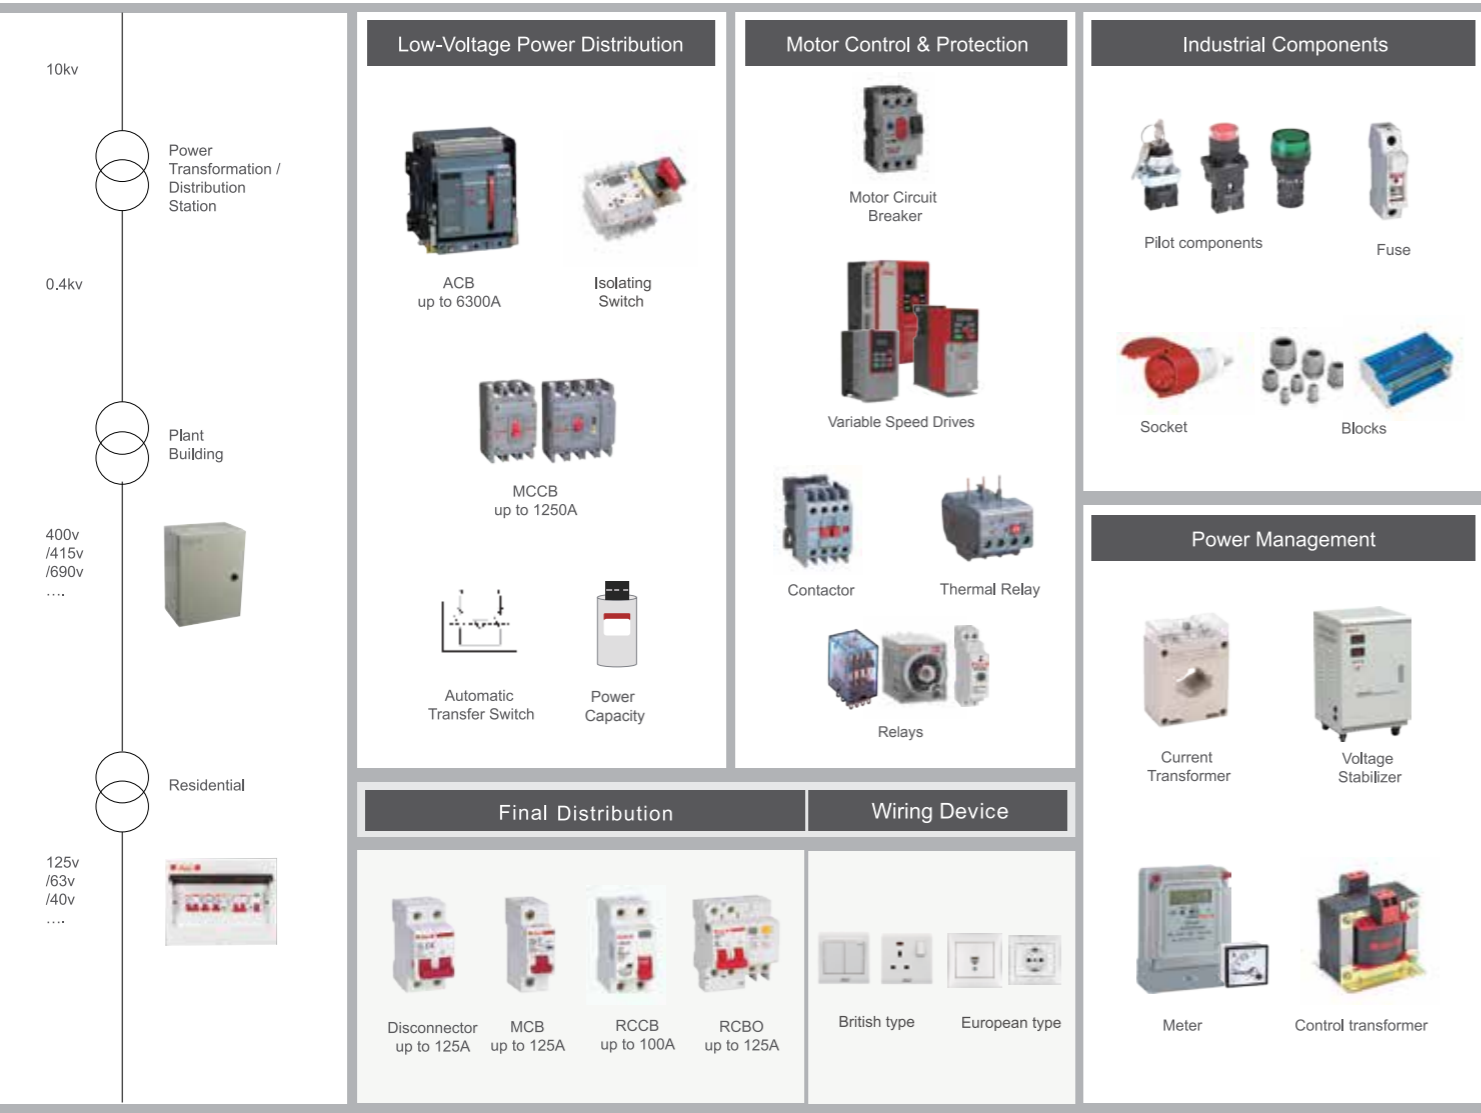 10kv
Power
Transformation /
Distribution
Station
0.4kv
Plant
Building
400v
/415v
/690v
....
Residential
125v
/63v
/40v
....
Low-Voltage Power Distribution
ACB
up to 6300A
Isolating
Switch
MCCB
up to 1250A
Automatic
Transfer Switch
Power
Capacity
Motor Control & Protection
Motor Circuit
Breaker
Variable Speed Drives
Contactor
Thermal Relay
Relays
Industrial Components
Pilot components
Fuse
Socket
Blocks
Power Management
Current
Transformer
Voltage
Stabilizer
Meter
Control transformer
Final Distribution
Disconnector
up to 125A
MCB
up to 125A
RCCB
up to 100A
RCBO
up to 125A
Wiring Device
British type
European type